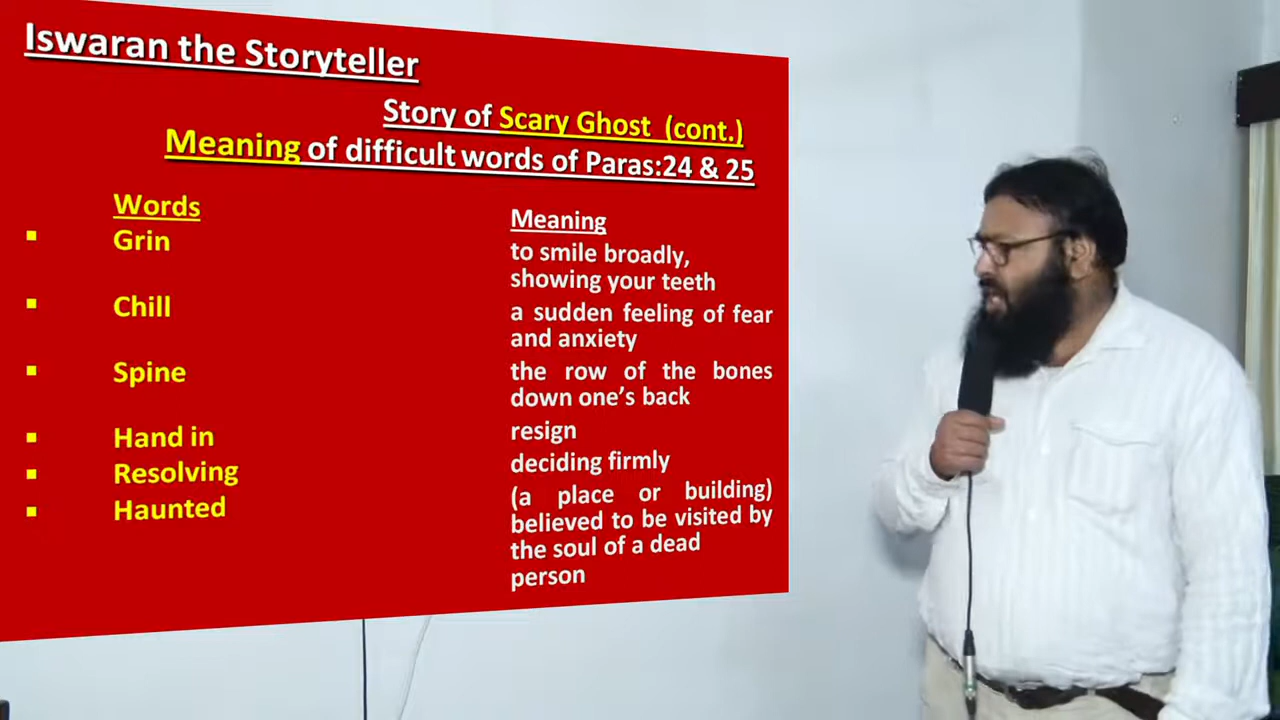 Iswaran the Storyteller
Story of Scary Ghost (cont.)
Meaning of difficult words of Paras:24 & 25
Words
Meaning
Grin
to smile broadly,
showing your teeth
Chill
a sudden feeling of fear
and anxiety
Spine
the row of the bones
down one's back
Hand in
resign
Resolving
deciding firmly
Haunted
(a place or building)
believed to be visited by
the soul of a dead
person